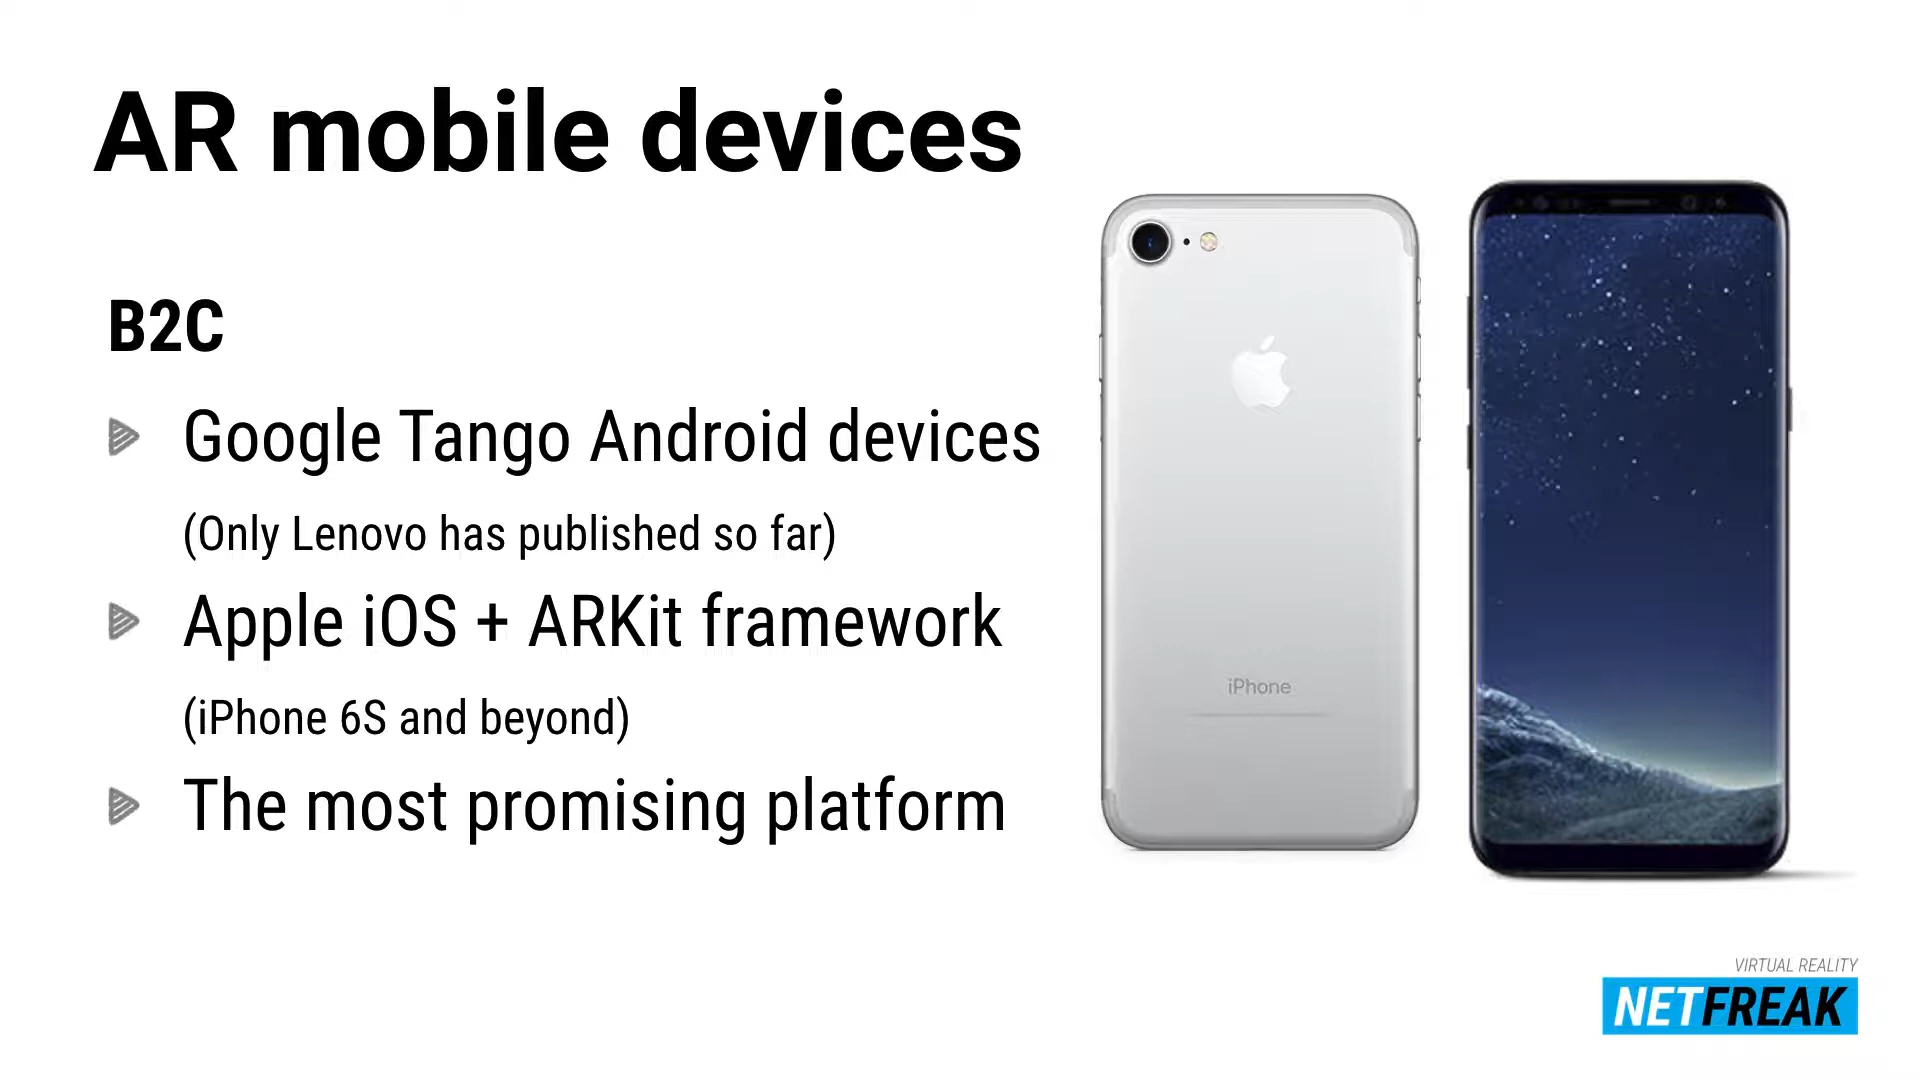 AR mobile devices
B2C
Google Tango Android devices
(Only Lenovo has published so far)
Apple iOS + ARKit framework
(iPhone 6S and beyond)
The most promising platform
iPhone
VIRTUAL REALITY
NETFREAK